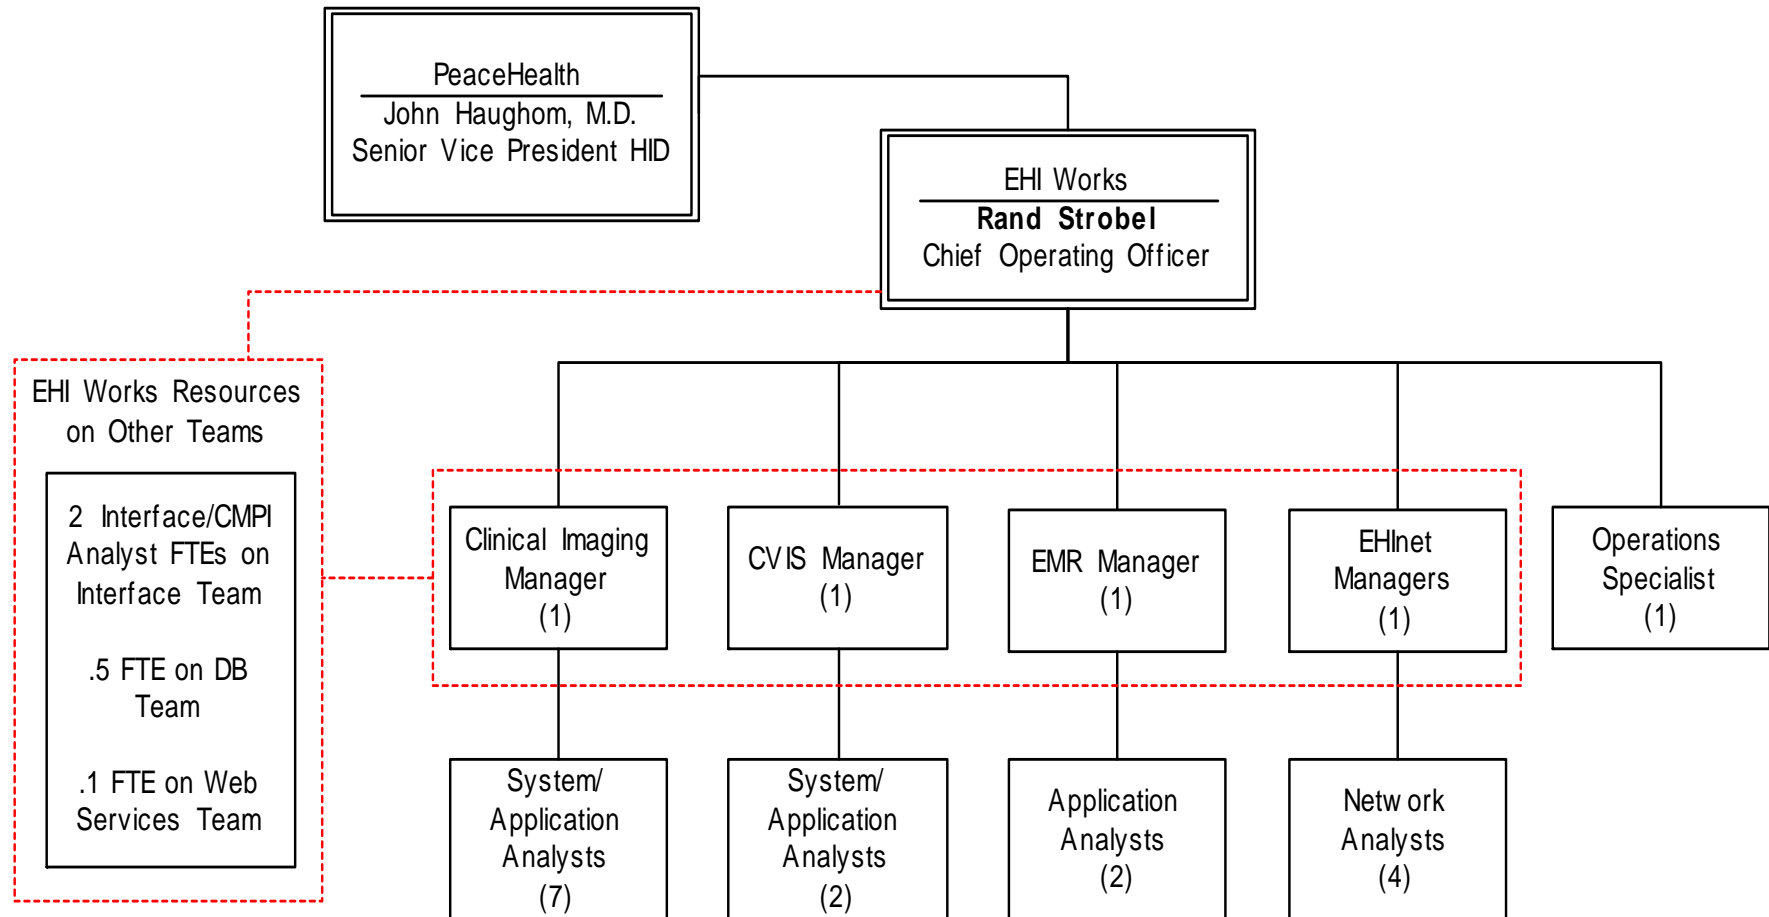 PeaceHealth
John Haughom, M.D.
Senior Vice President HID
EHI Works
Rand Strobel
Chief Operating Officer
EHI Works Resources
on Other Teams
2 Interface/CMPI
Analyst FTEs on
Interface Team
.5 FTE on DB
Team
.1 FTE on Web
Services Team
Clinical Imaging
Manager
(1)
CVIS Manager
(1)
EMR Manager
(1)
EHInet
Managers
(1)
Operations
Specialist
(1)
System/
Application
Analysts
(7)
System/
Application
Analysts
(2)
Application
Analysts
(2)
Network
Analysts
(4)